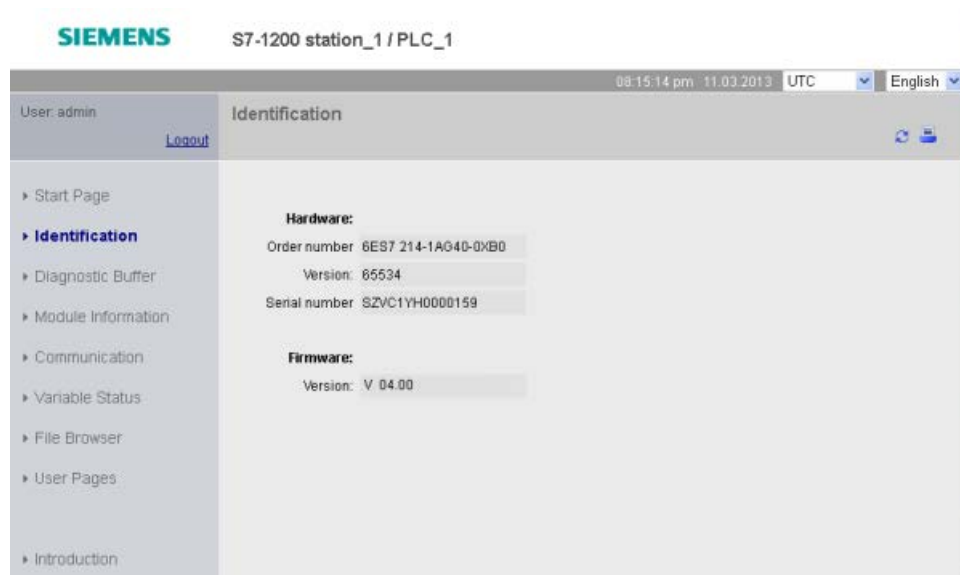 SIEMENS
S7-1200 station_1 / PLC_1
08:15:14 pm 11.03.2013 UTC English
User: admin
Logout
Identification
Start Page
Identification
Diagnostic Buffer
Module Information
Communication
Variable Status
File Browser
User Pages
Introduction
Hardware:
Order number 6ES7 214-1AG40-0XB0
Version: 65534
Serial number SZVC1YH0000159
Firmware:
Version: V 04.00